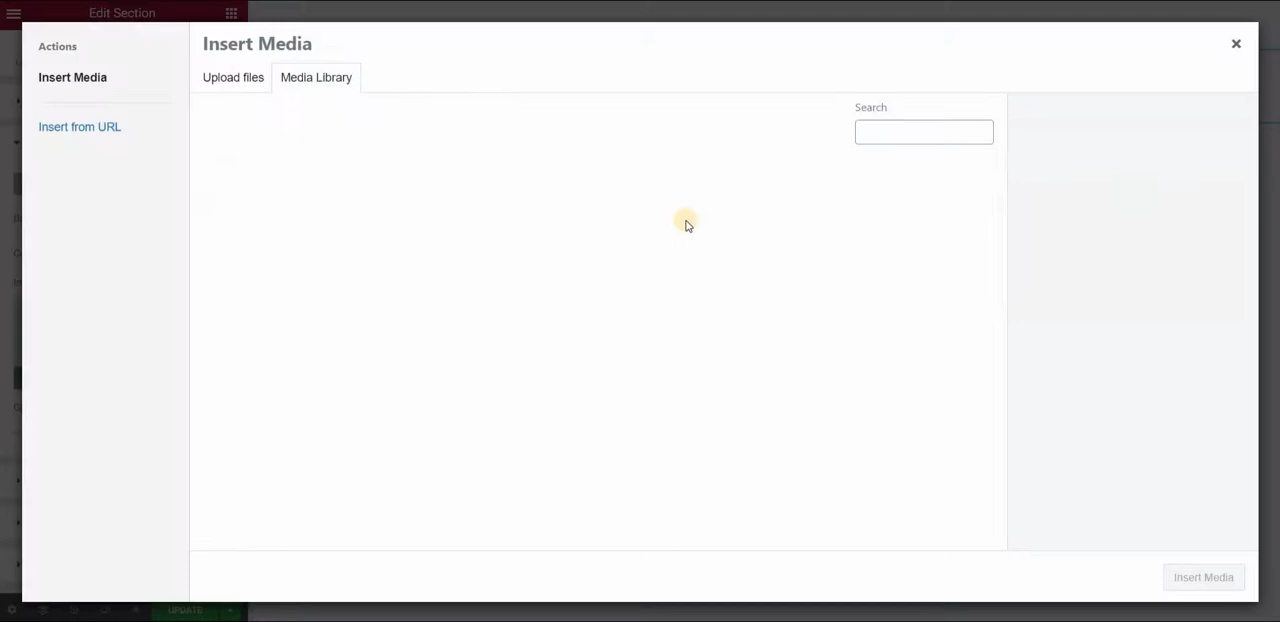 Edit Section
Actions
Insert Media
Insert from URL
Insert Media
Upload files
Media Library
Search
Insert Media
UPDATE